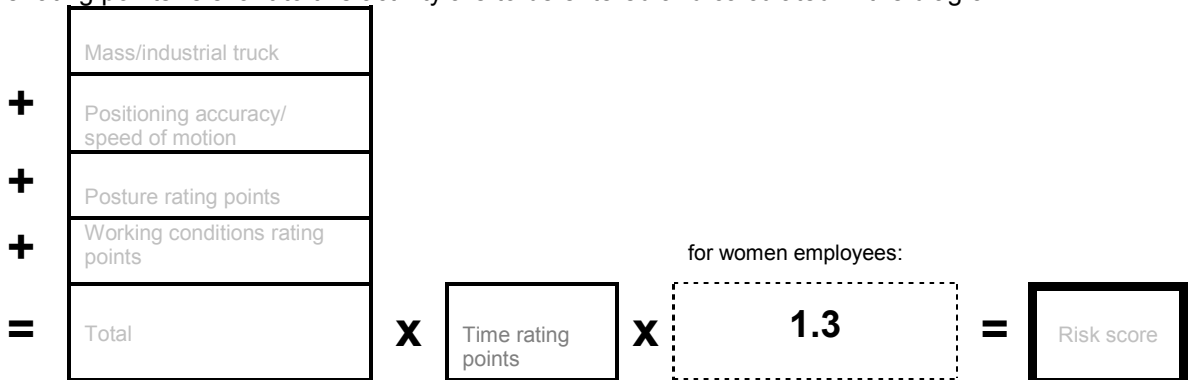 Mass/industrial truck
+
Positioning accuracy/
speed of motion
+
Posture rating points
+
Working conditions rating
points
for women employees:
=
Total
X
Time rating
points
X
1.3
=
Risk score